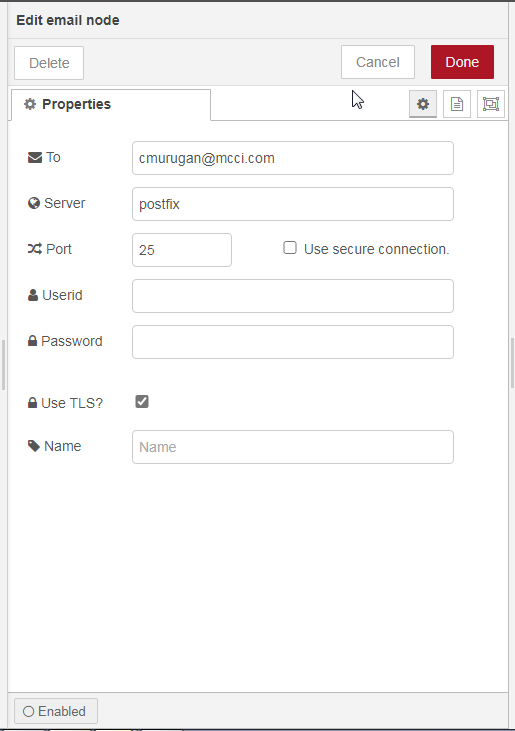 Edit email node
Delete
Cancel
Done
Properties
To
cmurugan@mcci.com
Server
postfix
Port
25
Use secure connection.
Userid
Password
Use TLS?
Name
Name
Enabled